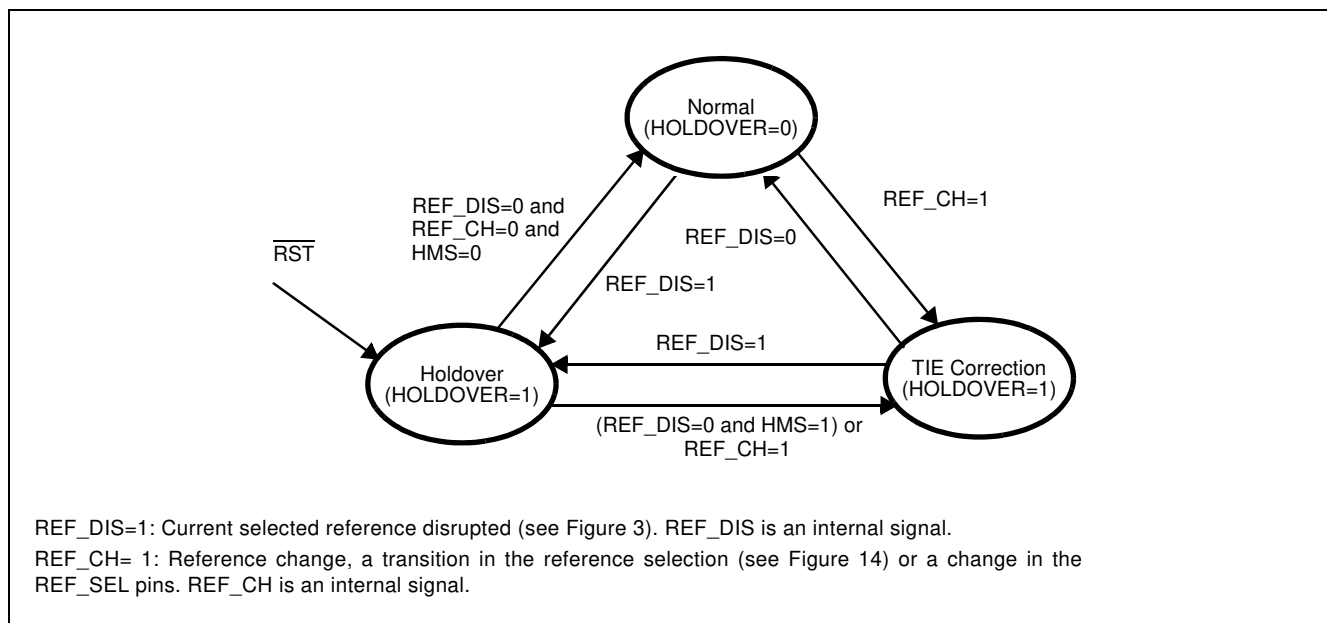 Normal
(HOLDOVER=0)
REF_DIS=0 and
REF_CH=0 and
HMS=0
REF_CH=1
REF_DIS=0
RST
REF_DIS=1
REF_DIS=1
Holdover
(HOLDOVER=1)
TIE Correction
(HOLDOVER=1)
(REF_DIS=0 and HMS=1) or
REF_CH=1
REF_DIS=1: Current selected reference disrupted (see Figure 3). REF_DIS is an internal signal.
REF_CH= 1: Reference change, a transition in the reference selection (see Figure 14) or a change in the
REF_SEL pins. REF_CH is an internal signal.